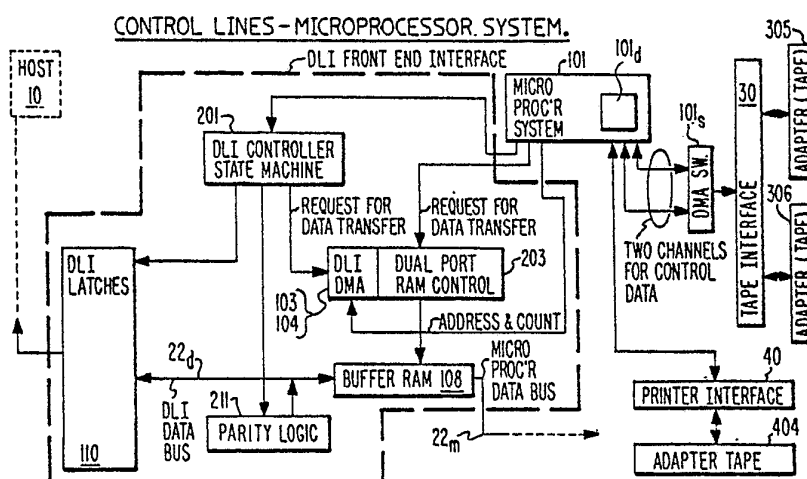 CONTROL LINES-MICROPROCESSOR SYSTEM.
HOST
10
DLI FRONT END INTERFACE
101
101d
MICRO
PROC'R
SYSTEM
305
ADAPTER (TAPE)
201
DLI CONTROLLER
STATE MACHINE
101s
DMA SW.
30
TAPE INTERFACE
REQUEST FOR
DATA TRANSFER
REQUEST FOR
DATA TRANSFER
306
ADAPTER (TAPE)
TWO CHANNELS
FOR CONTROL
DATA
DLI
LATCHES
DLI
DMA
DUAL PORT
RAM CONTROL
203
103
104
ADDRESS & COUNT
MICRO
PROC'R
DATA BUS
22d
BUFFER RAM 108
40
PRINTER INTERFACE
DLI
DATA
BUS
211
PARITY LOGIC
22m
404
ADAPTER TAPE
110